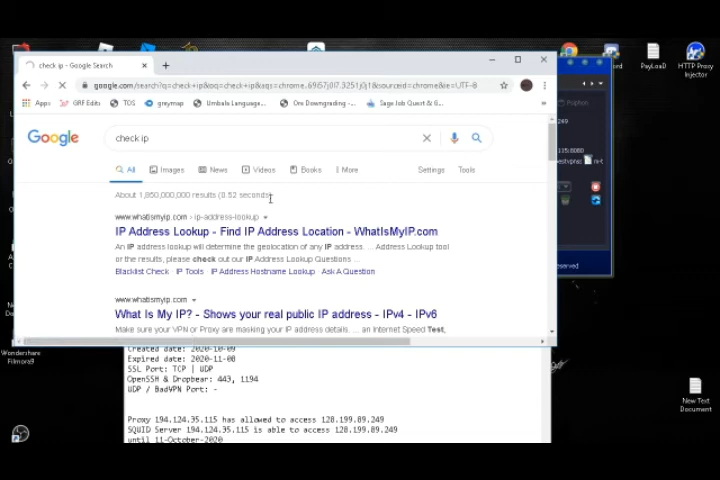 check ip - Google Search
google.com/search?q=check+ip&oq=check+ip&aqs=chrome..69i57j0l7.3251j0j1&sourceid=chrome&ie=UTF-8
Apps GRF Edits TDS graymap Umbala Language... Ore Downgrading -... Sage Job Quest &...
Google check ip
All Images News Videos Books More Settings Tools
About 1,850,000,000 results (0.52 seconds)
www.whatismyip.com › ip-address-lookup
IP Address Lookup - Find IP Address Location - WhatIsMyIP.com
An IP address lookup will determine the geolocation of any IP address. ... Address Lookup tool
or the results, please check out our IP Address Lookup Questions ...
Blacklist Check · IP Tools · IP Address Hostname Lookup · Ask A Question
www.whatismyip.com
What Is My IP? - Shows your real public IP address - IPv4 - IPv6
Make sure your VPN or Proxy are masking your IP address details. ... an Internet Speed Test,
Created date: 2020-10-09
Expired date: 2020-11-08
SSL Port: TCP | UDP
OpenSSH & Dropbear: 443, 1194
UDP / BadVPN Port: -
Proxy 194.124.35.115 has allowed to access 128.199.89.249
SQUID Server 194.124.35.115 is able to access 128.199.89.249
until 11-October-2020
PayLoaD
HTTP Proxy
Injector
249
served
New Text
Document
Wondershare
Filmora9